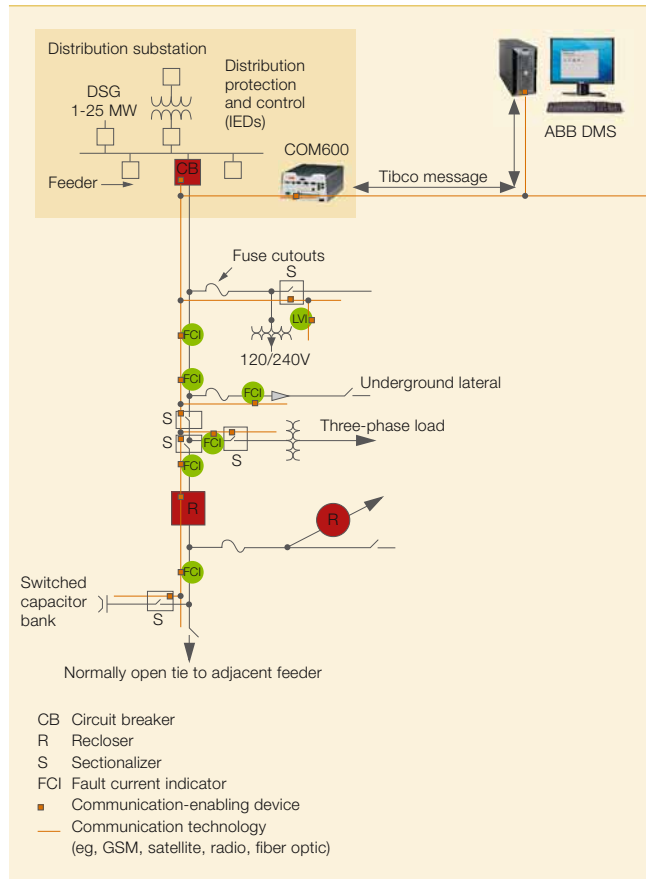 Distribution substation
DSG
1-25 MW
Distribution
protection
and control
(IEDs)
COM600
ABB DMS
CB
Feeder
Tibco message
Fuse cutouts
S
LVI
FCI
120/240V
FCI
FCI
Underground lateral
S
Three-phase load
S
FCI
S
FCI
R
R
FCI
Switched
capacitor
bank
S
Normally open tie to adjacent feeder
CB Circuit breaker
R Recloser
S Sectionalizer
FCI Fault current indicator
Communication-enabling device
Communication technology
(eg, GSM, satellite, radio, fiber optic)